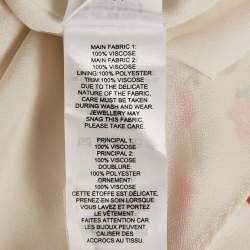 MAIN FABRIC 1:
100% VISCOSE
MAIN FABRIC 2:
100% VISCOSE
LINING:100% POLYESTER
TRIM:100% VISCOSE
DUE TO THE DELICATE
NATURE OF THE FABRIC,
CARE MUST BE TAKEN
DURING WASH AND WEAR.
JEWELLERY MAY
SNAG THIS FABRIC,
PLEASE TAKE CARE.
PRINCIPAL 1:
100% VISCOSE
PRINCIPAL 2:
100% VISCOSE
DOUBLURE:
100% POLYESTER
ORNEMENT:
100% VISCOSE
CETTE ÉTOFFE EST DÉLICATE,
PRENEZ-EN SOIN LORSQUE
VOUS LAVEZ ET PORTEZ
LE VÊTEMENT.
FAITES ATTENTION CAR
LES BIJOUX PEUVENT
CAUSER DES
ACCROCS AU TISSU.